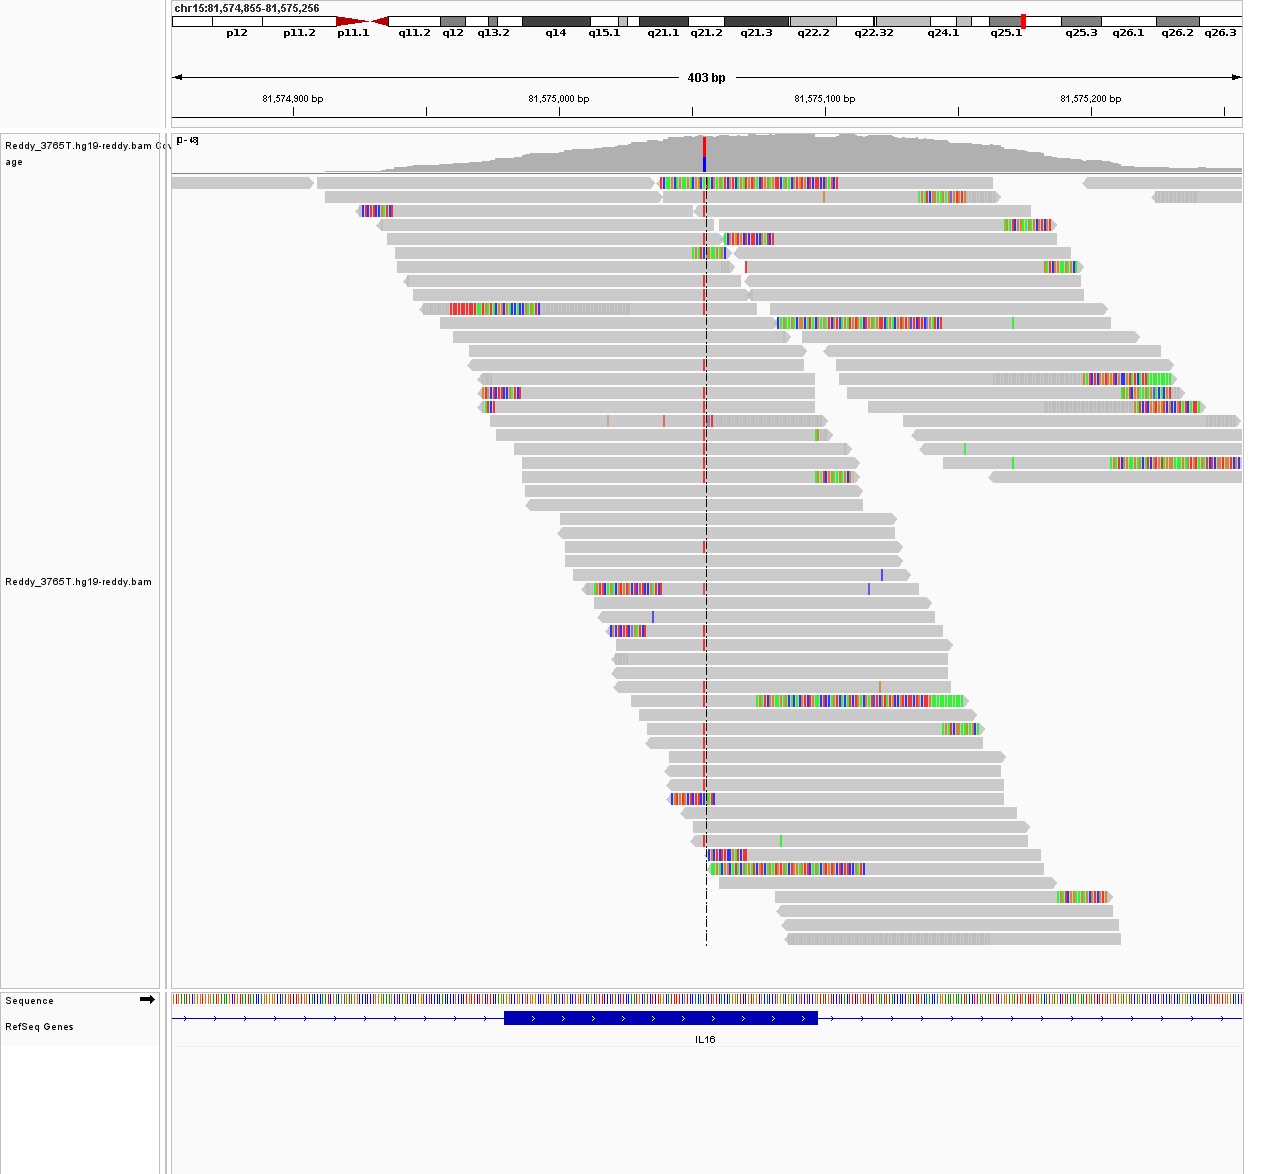 chr15:81,574,855-81,575,256
p12 p11.2 p11.1 q11.2 q12 q13.2 q14 q15.1 q21.1 q21.2 q21.3 q22.2 q22.32 q24.1 q25.1 q25.3 q26.1 q26.2 q26.3
403 bp
81,574,900 bp 81,575,000 bp 81,575,100 bp 81,575,200 bp
Reddy_3765T.hg19-reddy.bam Cov
age
Reddy_3765T.hg19-reddy.bam
Sequence
RefSeq Genes
IL16